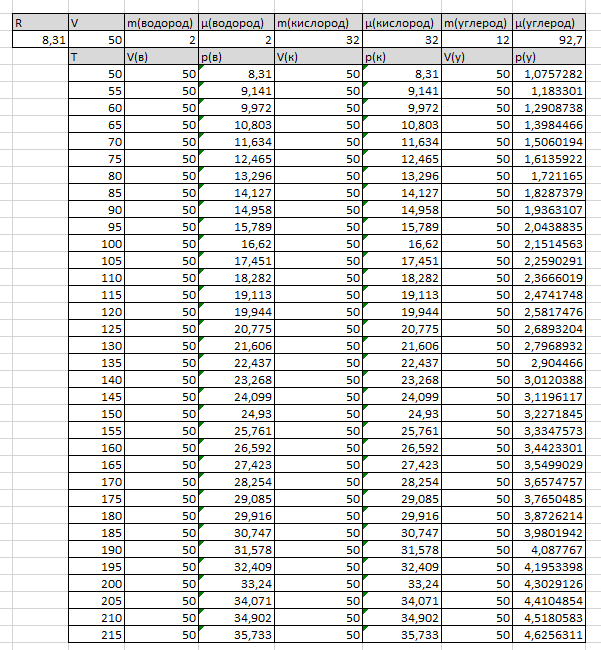 R V m(водород) μ(водород) m(кислород) μ(кислород) m(углерод) μ(углерод)
8,31 50 2 2 32 32 12 92,7
T V(в) p(в) V(к) p(к) V(у) p(у)
50 50 8,31 50 8,31 50 1,0757282
55 50 9,141 50 9,141 50 1,183301
60 50 9,972 50 9,972 50 1,2908738
65 50 10,803 50 10,803 50 1,3984466
70 50 11,634 50 11,634 50 1,5060194
75 50 12,465 50 12,465 50 1,6135922
80 50 13,296 50 13,296 50 1,721165
85 50 14,127 50 14,127 50 1,8287379
90 50 14,958 50 14,958 50 1,9363107
95 50 15,789 50 15,789 50 2,0438835
100 50 16,62 50 16,62 50 2,1514563
105 50 17,451 50 17,451 50 2,2590291
110 50 18,282 50 18,282 50 2,3666019
115 50 19,113 50 19,113 50 2,4741748
120 50 19,944 50 19,944 50 2,5817476
125 50 20,775 50 20,775 50 2,6893204
130 50 21,606 50 21,606 50 2,7968932
135 50 22,437 50 22,437 50 2,904466
140 50 23,268 50 23,268 50 3,0120388
145 50 24,099 50 24,099 50 3,1196117
150 50 24,93 50 24,93 50 3,2271845
155 50 25,761 50 25,761 50 3,3347573
160 50 26,592 50 26,592 50 3,4423301
165 50 27,423 50 27,423 50 3,5499029
170 50 28,254 50 28,254 50 3,6574757
175 50 29,085 50 29,085 50 3,7650485
180 50 29,916 50 29,916 50 3,8726214
185 50 30,747 50 30,747 50 3,9801942
190 50 31,578 50 31,578 50 4,087767
195 50 32,409 50 32,409 50 4,1953398
200 50 33,24 50 33,24 50 4,3029126
205 50 34,071 50 34,071 50 4,4104854
210 50 34,902 50 34,902 50 4,5180583
215 50 35,733 50 35,733 50 4,6256311